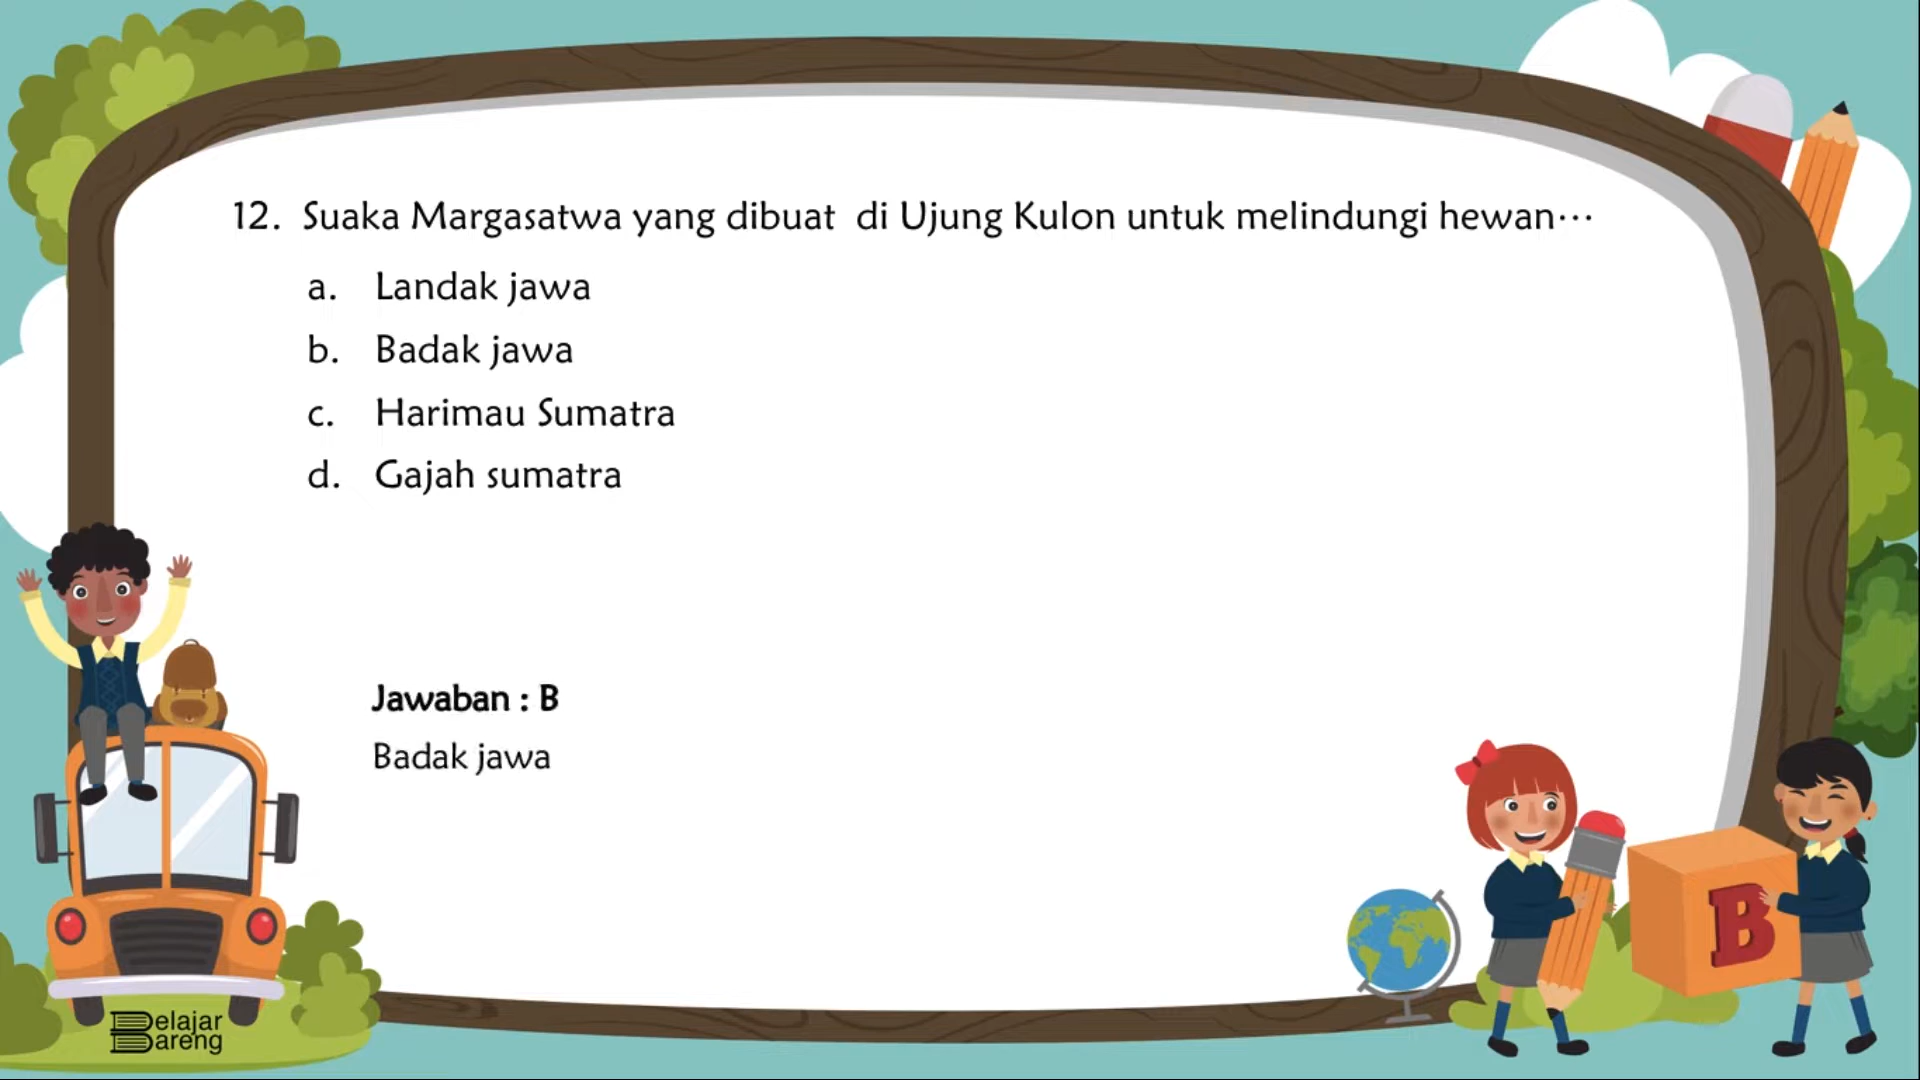 12. Suaka Margasatwa yang dibuat di Ujung Kulon untuk melindungi hewan...
a. Landak jawa
b. Badak jawa
c. Harimau Sumatra
d. Gajah sumatra
Jawaban : B
Badak jawa
B
Belajar
Bareng